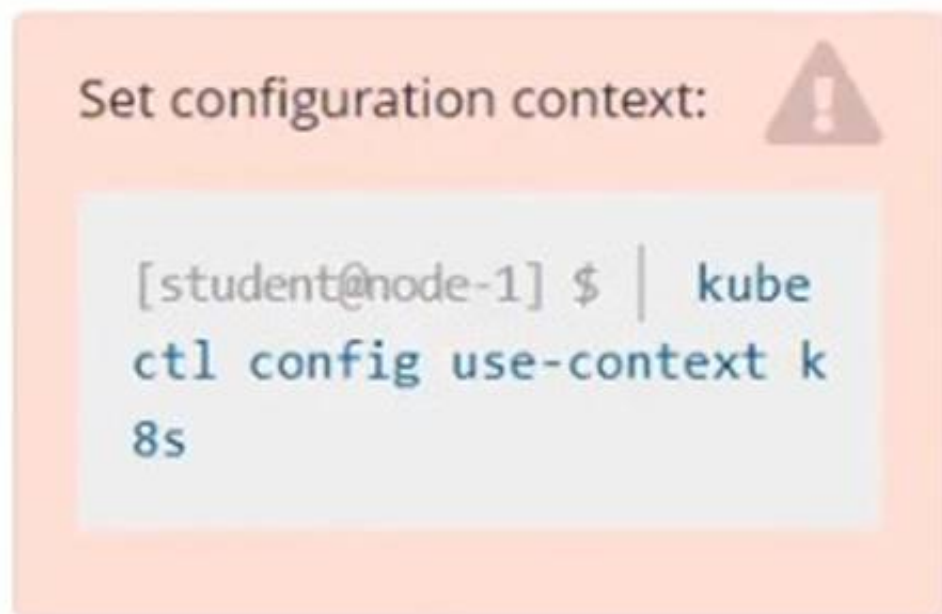 Set configuration context:
[student@node-1] $ | kube
ctl config use-context k
8s